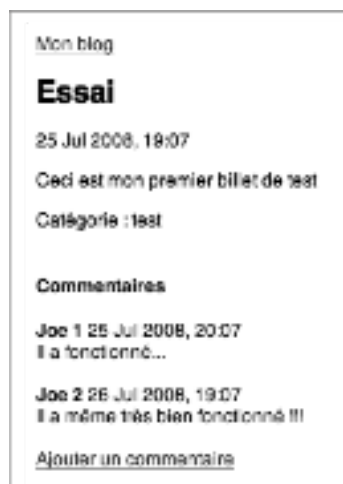 Mon blog
Essai
25 Jul 2008, 19:07
Ceci est mon premier billet de test
Catégorie : test
Commentaires
Joe 1 25 Jul 2008, 20:07
Il a fonctionné...
Joe 2 26 Jul 2008, 19:07
Il a même très bien fonctionné !!!
Ajouter un commentaire